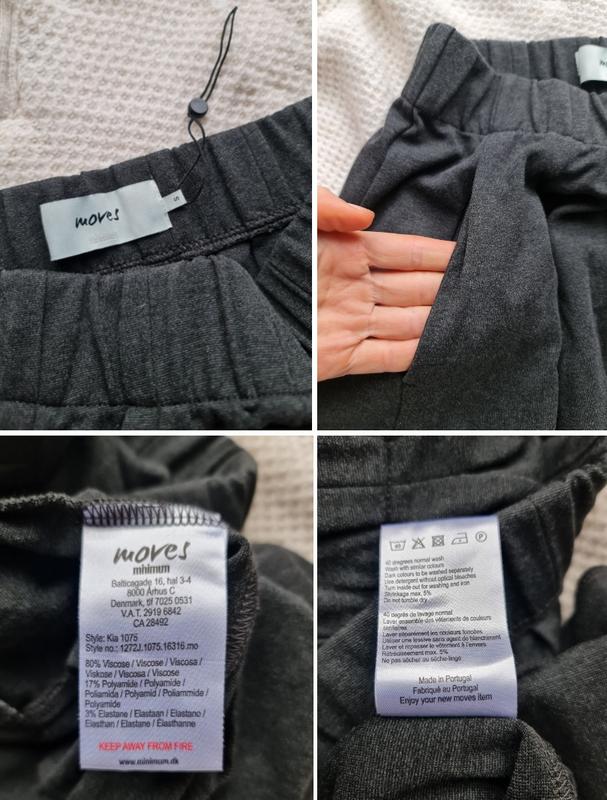 moves
S
moves
minimum
Balticagade 16, hal 3-4
8000 Århus C
Denmark, tlf 7025 0531
V.A.T. 2919 6842
CA 28492
Style: Kia 1075
Style no.: 1272J.1075.16316.mo
80% Viscose / Viscose / Viscosa /
Viskose / Viscosa / Viscose
17% Polyamide / Polyamide /
Poliamida / Polyamid / Poliammide /
Polyamide
3% Elastane / Elastaan / Elastano /
Elasthan / Elastane / Élasthanne
KEEP AWAY FROM FIRE
www.minimum.dk
40
P
40 dregrees normal wash
Wash with similar colours
Dark colours to be washed separately
Use detergent without optical bleaches
Turn inside out for washing and iron
Shrinkage max. 5%
Do not tumble dry
40 degrés de lavage normal
Laver ensemble des vêtements de couleurs
similaires
Laver séparément les couleurs foncées
Utiliser une lessive sans agent de blanchiment
Laver et repasser le vêtement à l'envers
Rétrécissement max. 5%
Ne pas sécher au sèche-linge
Made in Portugal
Fabriqué au Portugal
Enjoy your new moves item